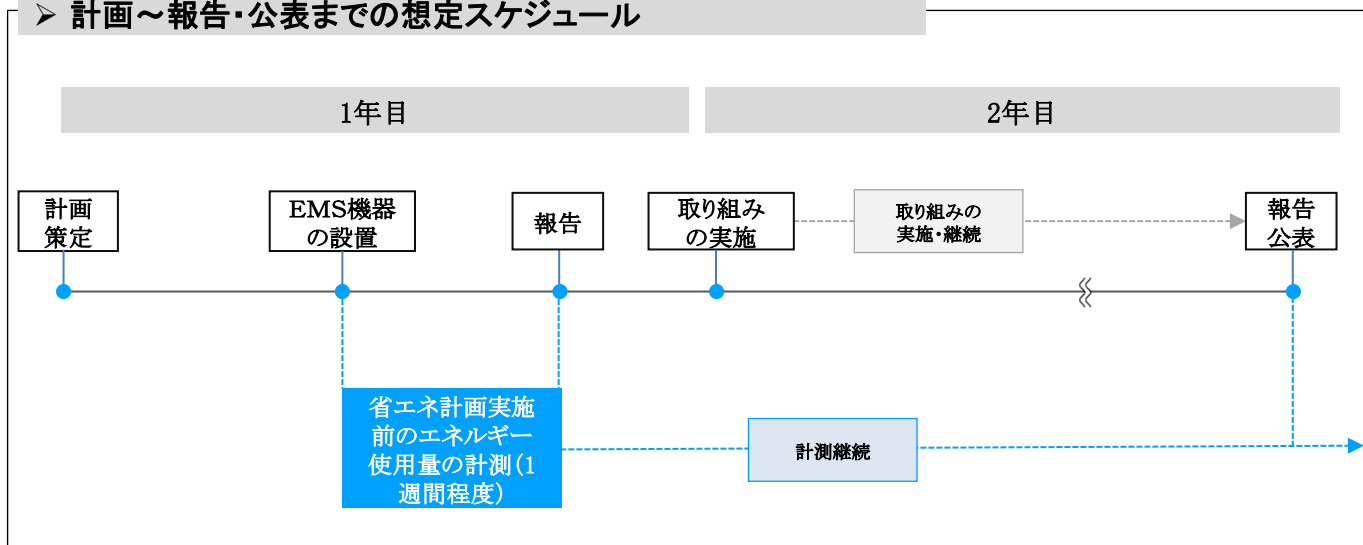 ➢ 計画～報告・公表までの想定スケジュール
1年目
2年目
計画
策定
EMS機器
の設置
報告
取り組み
の実施
取り組みの
実施・継続
報告
公表
省エネ計画実施
前のエネルギー
使用量の計測(1
週間程度)
計測継続